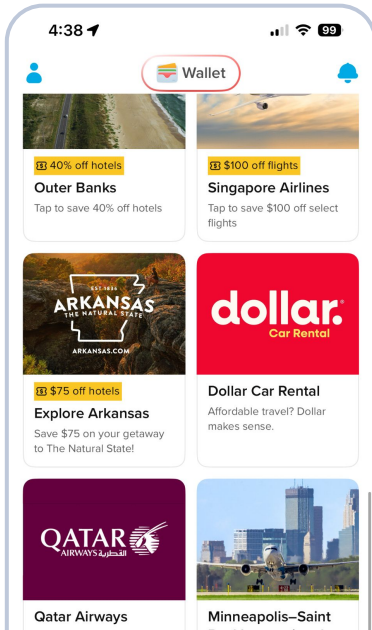 4:38
99
Wallet
40% off hotels
Outer Banks
Tap to save 40% off hotels
$100 off flights
Singapore Airlines
Tap to save $100 off select
flights
EST. 1836
ARKANSAS
THE NATURAL STATE
ARKANSAS.COM
$75 off hotels
Explore Arkansas
Save $75 on your getaway
to The Natural State!
dollar.®
Car Rental
Dollar Car Rental
Affordable travel? Dollar
makes sense.
QATAR
AIRWAYS القطرية
Qatar Airways
Minneapolis–Saint